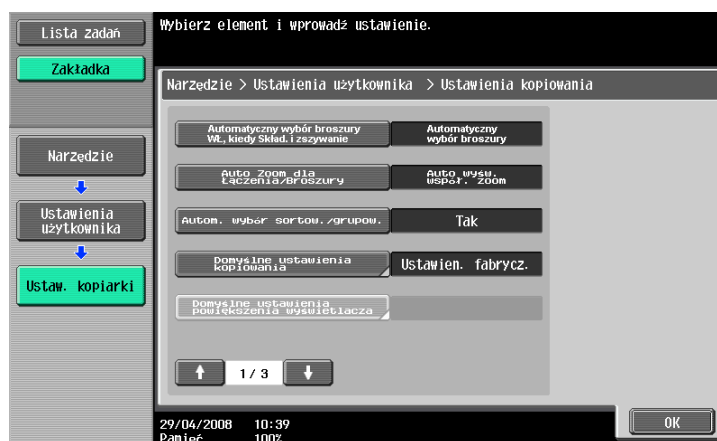 Lista zadań
Wybierz element i wprowadź ustawienie.
Zakładka
Narzędzie > Ustawienia użytkownika > Ustawienia kopiowania
Automatyczny wybór broszury
WŁ, kiedy Skład. i zszywanie
Automatyczny
wybór broszury
Narzędzie
Auto Zoom dla
Łączenia/Broszury
Auto wyśw.
współ. zoom
Ustawienia
użytkownika
Autom. wybór sortow./grupow.
Tak
Domyślne ustawienia
kopiowania
Ustawien. fabrycz.
Ustaw. kopiarki
Domyślne ustawienia
powiększenia wyświetlacza
1/ 3
29/04/2008 10:39
Pamięć 100%
OK